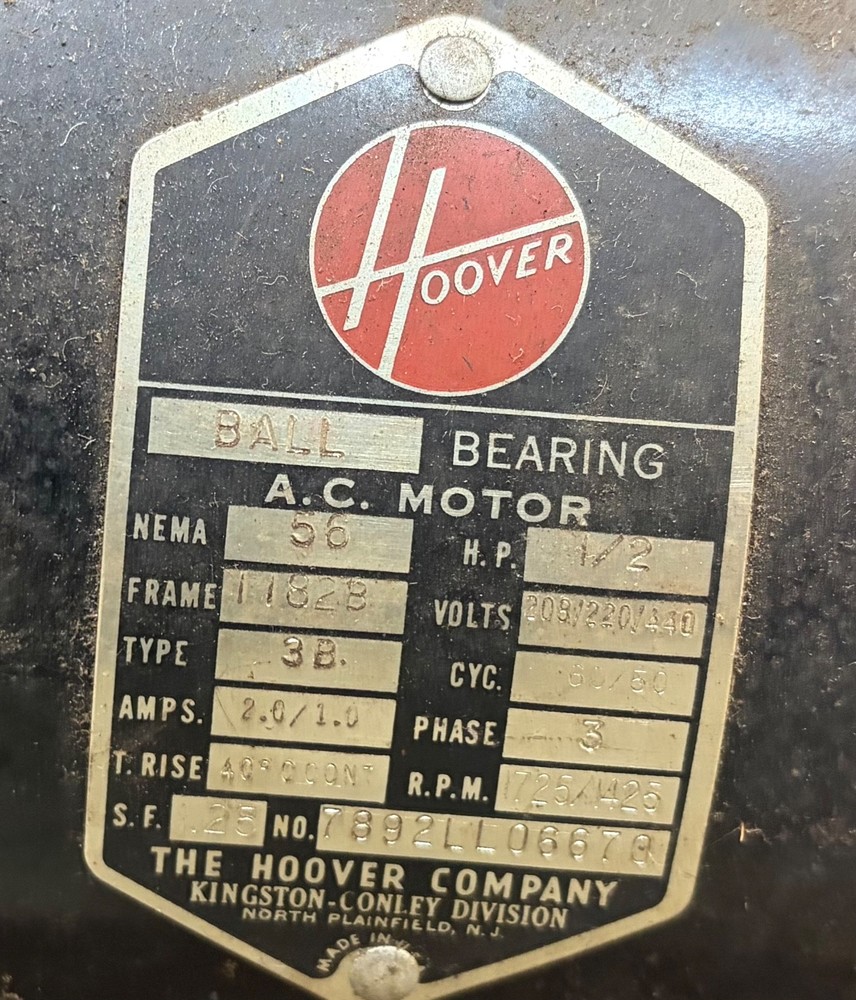 HOOVER
BALL BEARING
A.C. MOTOR
NEMA 56 H.P. 1/2
FRAME 1182B VOLTS 208/220/440
TYPE 3B. CYC. 60/50
AMPS. 2.0/1.0 PHASE 3
T. RISE 40°C CONT R.P.M. 1725/1425
S.F. .25 NO. 7892LL06670
THE HOOVER COMPANY
KINGSTON-CONLEY DIVISION
NORTH PLAINFIELD, N.J.
MADE IN